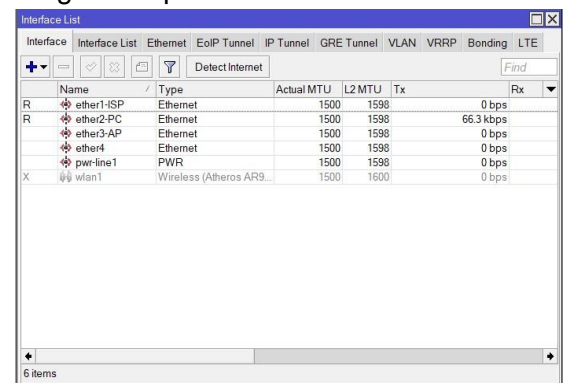 Interface List
Interface Interface List Ethernet EoIP Tunnel IP Tunnel GRE Tunnel VLAN VRRP Bonding LTE
Detect Internet Find
Name Type Actual MTU L2 MTU Tx Rx
R ether1-ISP Ethernet 1500 1598 0 bps
R ether2-PC Ethernet 1500 1598 66.3 kbps
ether3-AP Ethernet 1500 1598 0 bps
ether4 Ethernet 1500 1598 0 bps
pwr-line1 PWR 1500 1598 0 bps
X wlan1 Wireless (Atheros AR9... 1500 1600 0 bps
6 items